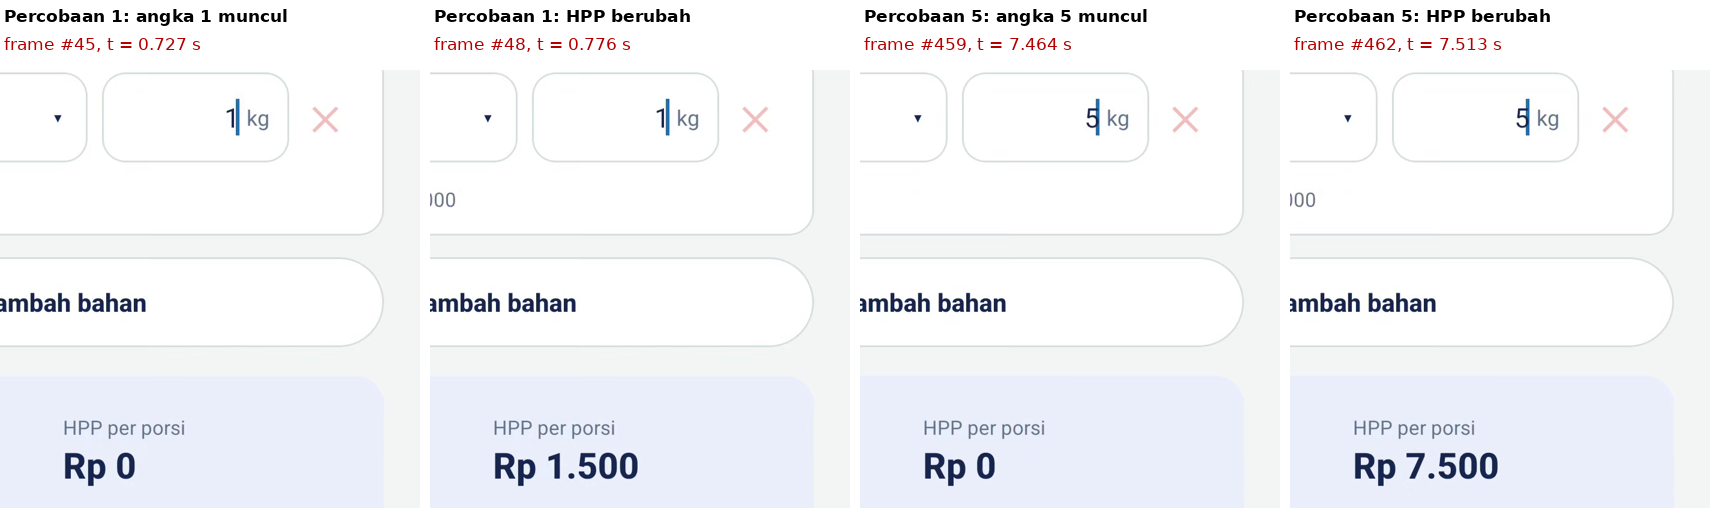 Percobaan 1: angka 1 muncul
frame #45, t = 0.727 s
1 kg
ambah bahan
HPP per porsi
Rp 0
Percobaan 1: HPP berubah
frame #48, t = 0.776 s
1 kg
000
ambah bahan
HPP per porsi
Rp 1.500
Percobaan 5: angka 5 muncul
frame #459, t = 7.464 s
5 kg
ambah bahan
HPP per porsi
Rp 0
Percobaan 5: HPP berubah
frame #462, t = 7.513 s
5 kg
000
ambah bahan
HPP per porsi
Rp 7.500